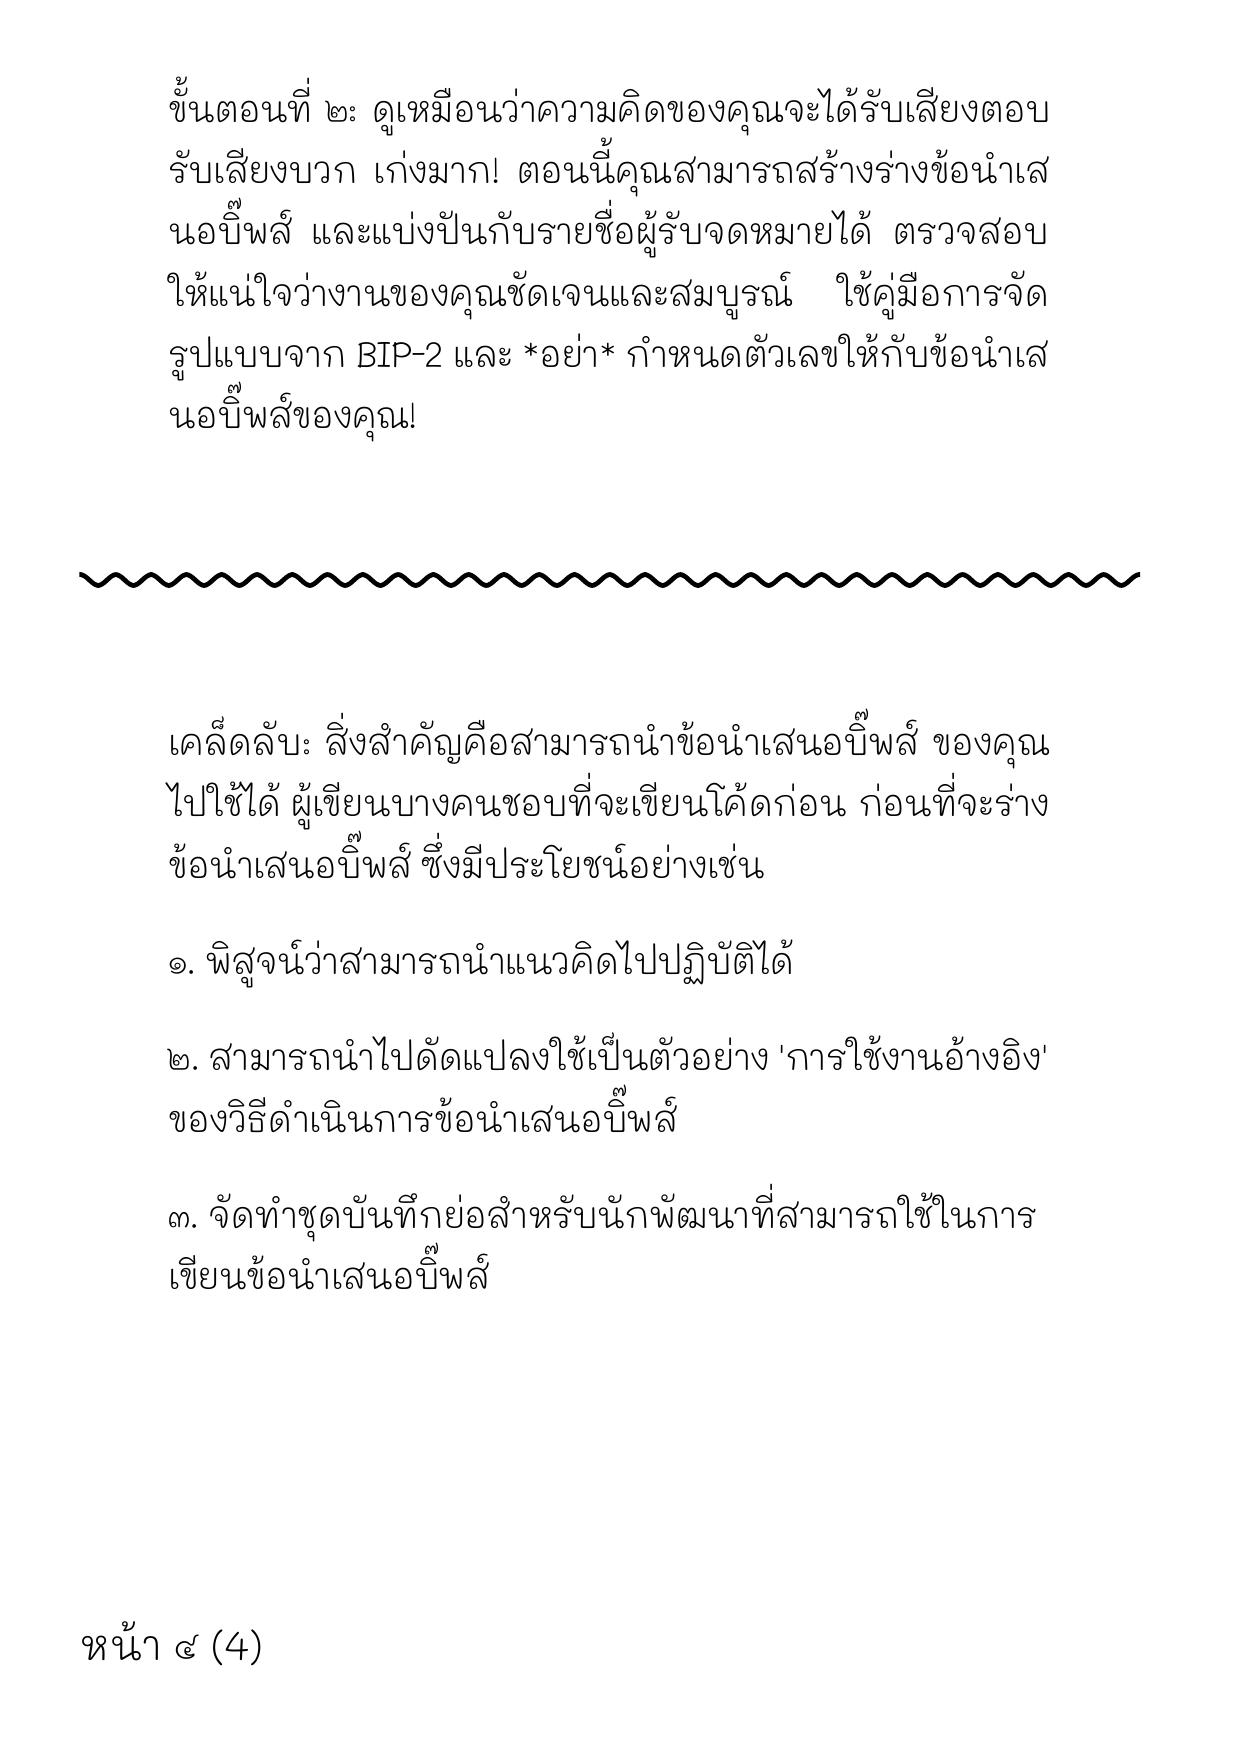 ขั้นตอนที่ ๒: ดูเหมือนว่าความคิดของคุณจะได้รับเสียงตอบ
รับเสียงบวก เก่งมาก! ตอนนี้คุณสามารถสร้างร่างข้อนำเส
นอบิ๊พส์ และแบ่งปันกับรายชื่อผู้รับจดหมายได้ ตรวจสอบ
ให้แน่ใจว่างานของคุณชัดเจนและสมบูรณ์ ใช้คู่มือการจัด
รูปแบบจาก BIP-2 และ *อย่า* กำหนดตัวเลขให้กับข้อนำเส
นอบิ๊พส์ของคุณ!
เคล็ดลับ: สิ่งสำคัญคือสามารถนำข้อนำเสนอบิ๊พส์ ของคุณ
ไปใช้ได้ ผู้เขียนบางคนชอบที่จะเขียนโค้ดก่อน ก่อนที่จะร่าง
ข้อนำเสนอบิ๊พส์ ซึ่งมีประโยชน์อย่างเช่น
๑. พิสูจน์ว่าสามารถนำแนวคิดไปปฏิบัติได้
๒. สามารถนำไปดัดแปลงใช้เป็นตัวอย่าง 'การใช้งานอ้างอิง'
ของวิธีดำเนินการข้อนำเสนอบิ๊พส์
๓. จัดทำชุดบันทึกย่อสำหรับนักพัฒนาที่สามารถใช้ในการ
เขียนข้อนำเสนอบิ๊พส์
หน้า ๔ (4)